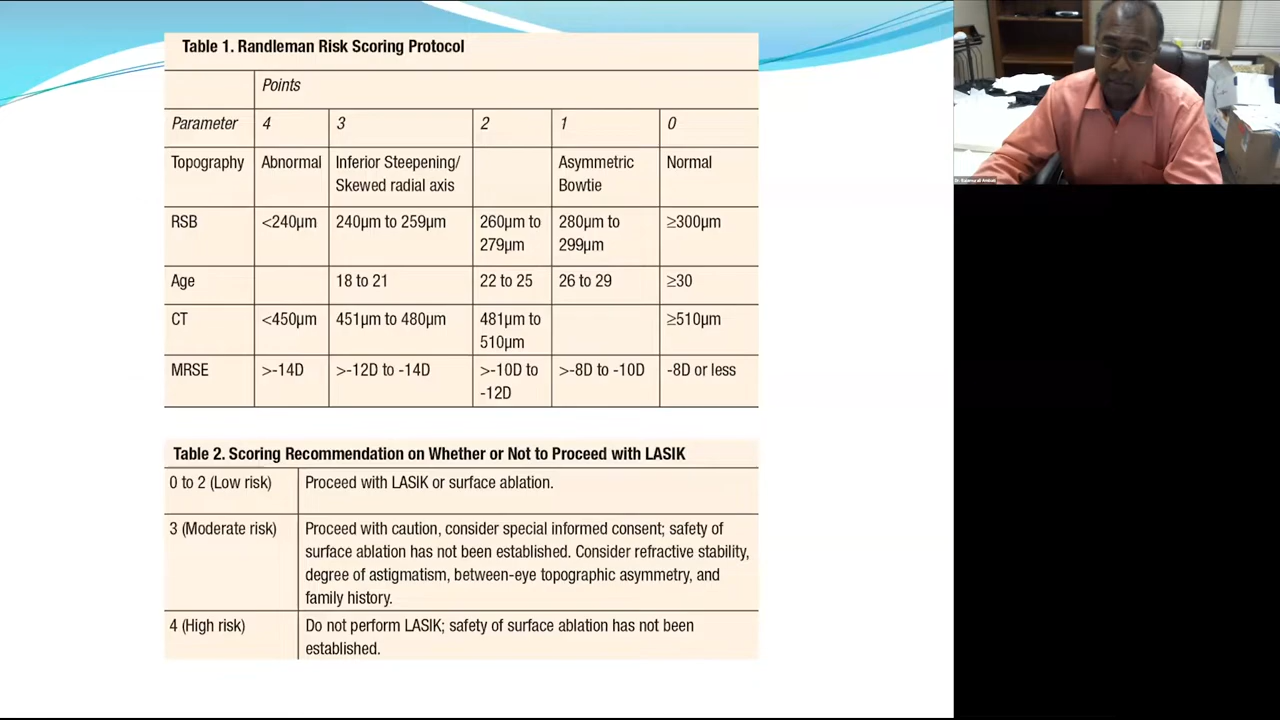 Table 1. Randleman Risk Scoring Protocol
Points
Parameter 4 3 2 1 0
Topography Abnormal Inferior Steepening/ Asymmetric Normal
Skewed radial axis Bowtie
RSB <240µm 240µm to 259µm 260µm to 280µm to ≥300µm
279µm 299µm
Age 18 to 21 22 to 25 26 to 29 ≥30
CT <450µm 451µm to 480µm 481µm to ≥510µm
510µm
MRSE >-14D >-12D to -14D >-10D to >-8D to -10D -8D or less
-12D
Table 2. Scoring Recommendation on Whether or Not to Proceed with LASIK
0 to 2 (Low risk) Proceed with LASIK or surface ablation.
3 (Moderate risk) Proceed with caution, consider special informed consent; safety of
surface ablation has not been established. Consider refractive stability,
degree of astigmatism, between-eye topographic asymmetry, and
family history.
4 (High risk) Do not perform LASIK; safety of surface ablation has not been
established.